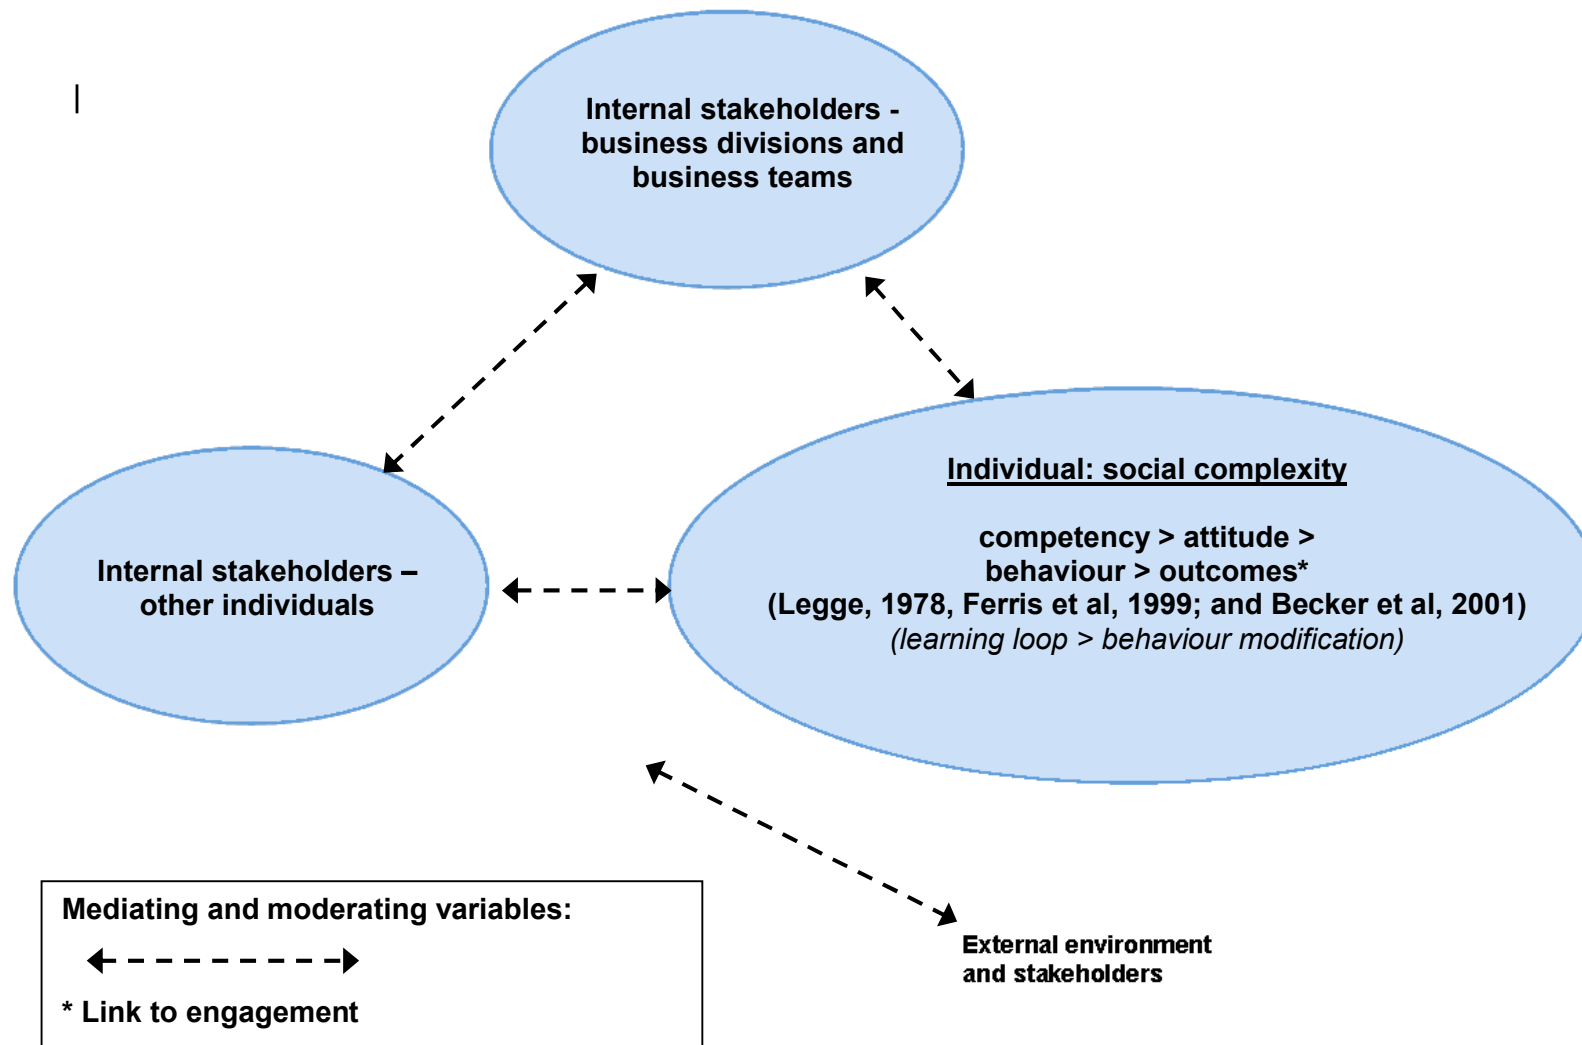 Internal stakeholders -
business divisions and
business teams
Internal stakeholders –
other individuals
Individual: social complexity
competency > attitude >
behaviour > outcomes*
(Legge, 1978, Ferris et al, 1999; and Becker et al, 2001)
(learning loop > behaviour modification)
Mediating and moderating variables:
* Link to engagement
External environment
and stakeholders